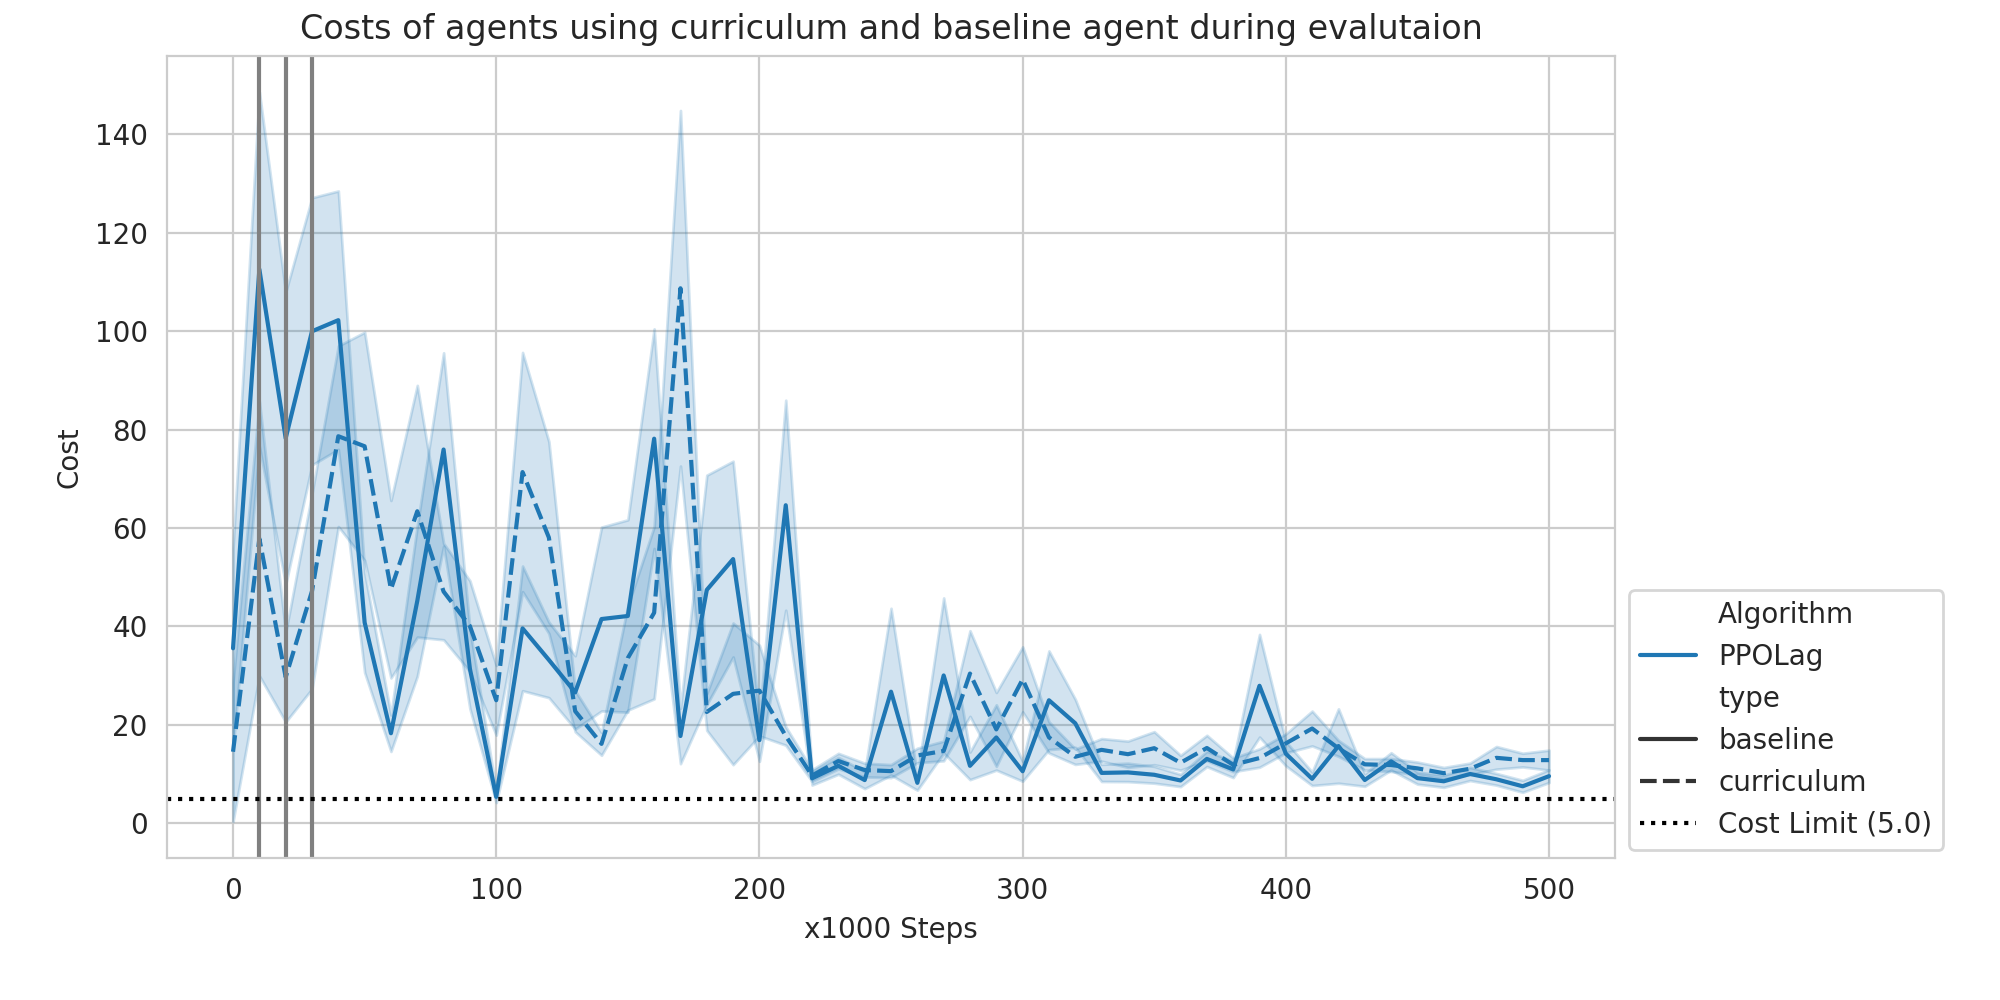 Costs of agents using curriculum and baseline agent during evalutaion
140
120
100
80
60
40
20
0
Cost
0 100 200 300 400 500
x1000 Steps
Algorithm
PPOLag
type
baseline
curriculum
Cost Limit (5.0)